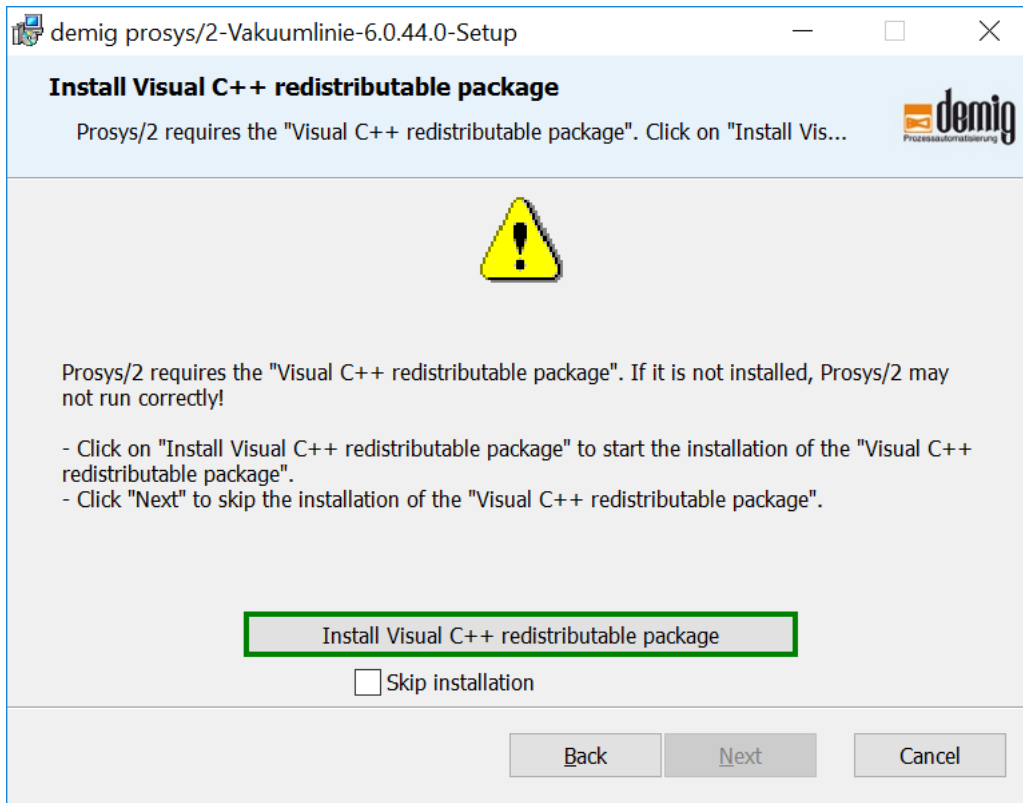 demig prosys/2-Vakuumlinie-6.0.44.0-Setup
Install Visual C++ redistributable package
Prosys/2 requires the "Visual C++ redistributable package". Click on "Install Vis...
demig
Prozessautomatisierung
Prosys/2 requires the "Visual C++ redistributable package". If it is not installed, Prosys/2 may
not run correctly!
- Click on "Install Visual C++ redistributable package" to start the installation of the "Visual C++
redistributable package".
- Click "Next" to skip the installation of the "Visual C++ redistributable package".
Install Visual C++ redistributable package
Skip installation
Back
Next
Cancel